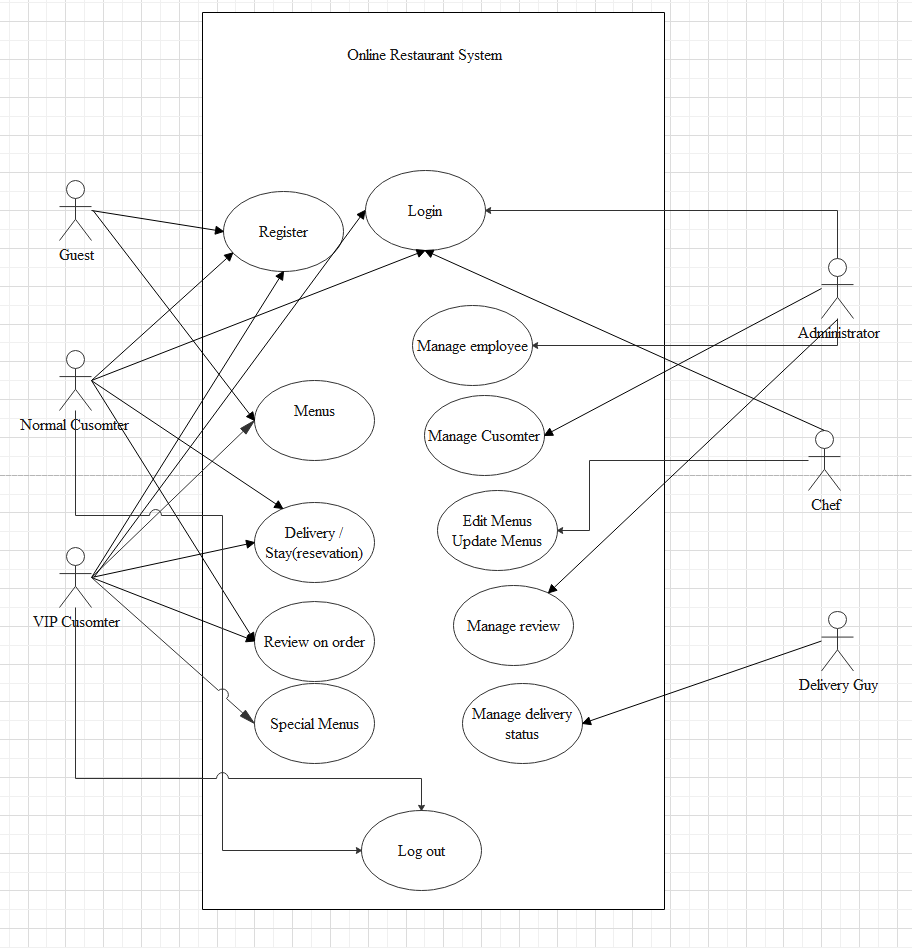 Online Restaurant System
Login
Register
Guest
Administrator
Manage employee
Menus
Normal Cusomter
Manage Cusomter
Chef
Edit Menus
Update Menus
Delivery /
Stay(resevation)
VIP Cusomter
Manage review
Review on order
Delivery Guy
Special Menus
Manage delivery
status
Log out